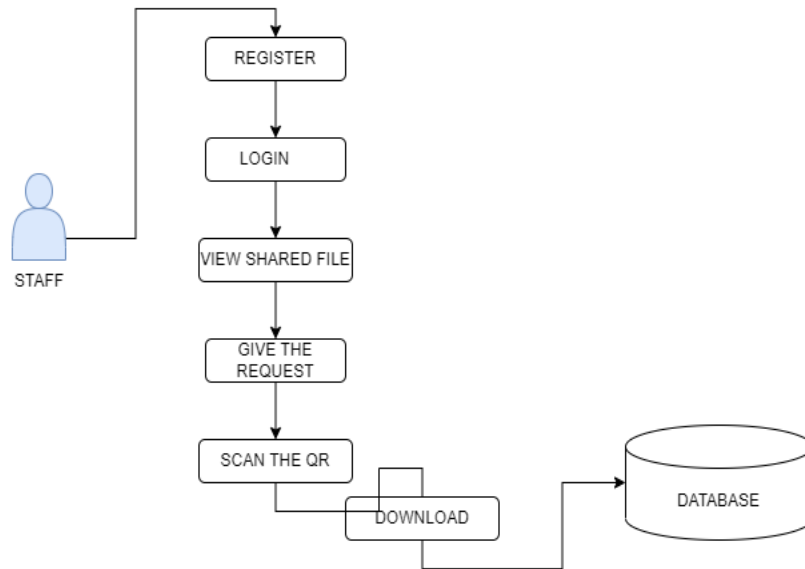 REGISTER
LOGIN
VIEW SHARED FILE
STAFF
GIVE THE
REQUEST
SCAN THE QR
DOWNLOAD
DATABASE